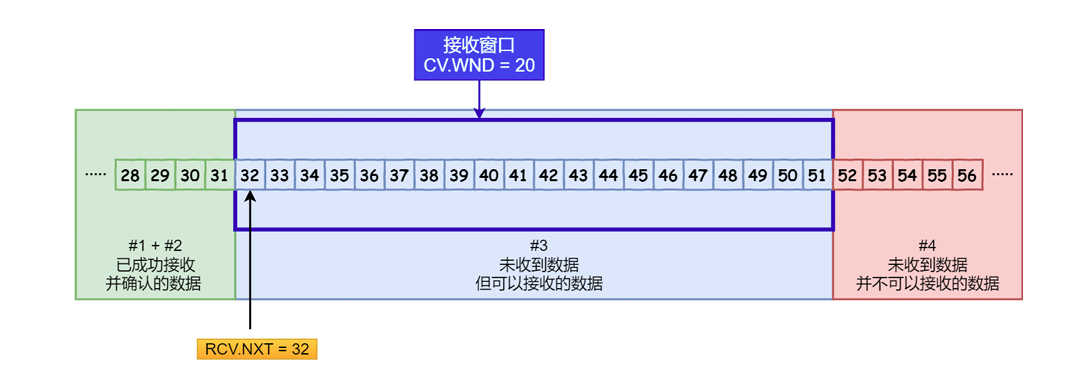 接收窗口
CV.WND = 20
····· 28 29 30 31 32 33 34 35 36 37 38 39 40 41 42 43 44 45 46 47 48 49 50 51 52 53 54 55 56 ·····
#1 + #2
已成功接收
并确认的数据
#3
未收到数据
但可以接收的数据
#4
未收到数据
并不可以接收的数据
RCV.NXT = 32